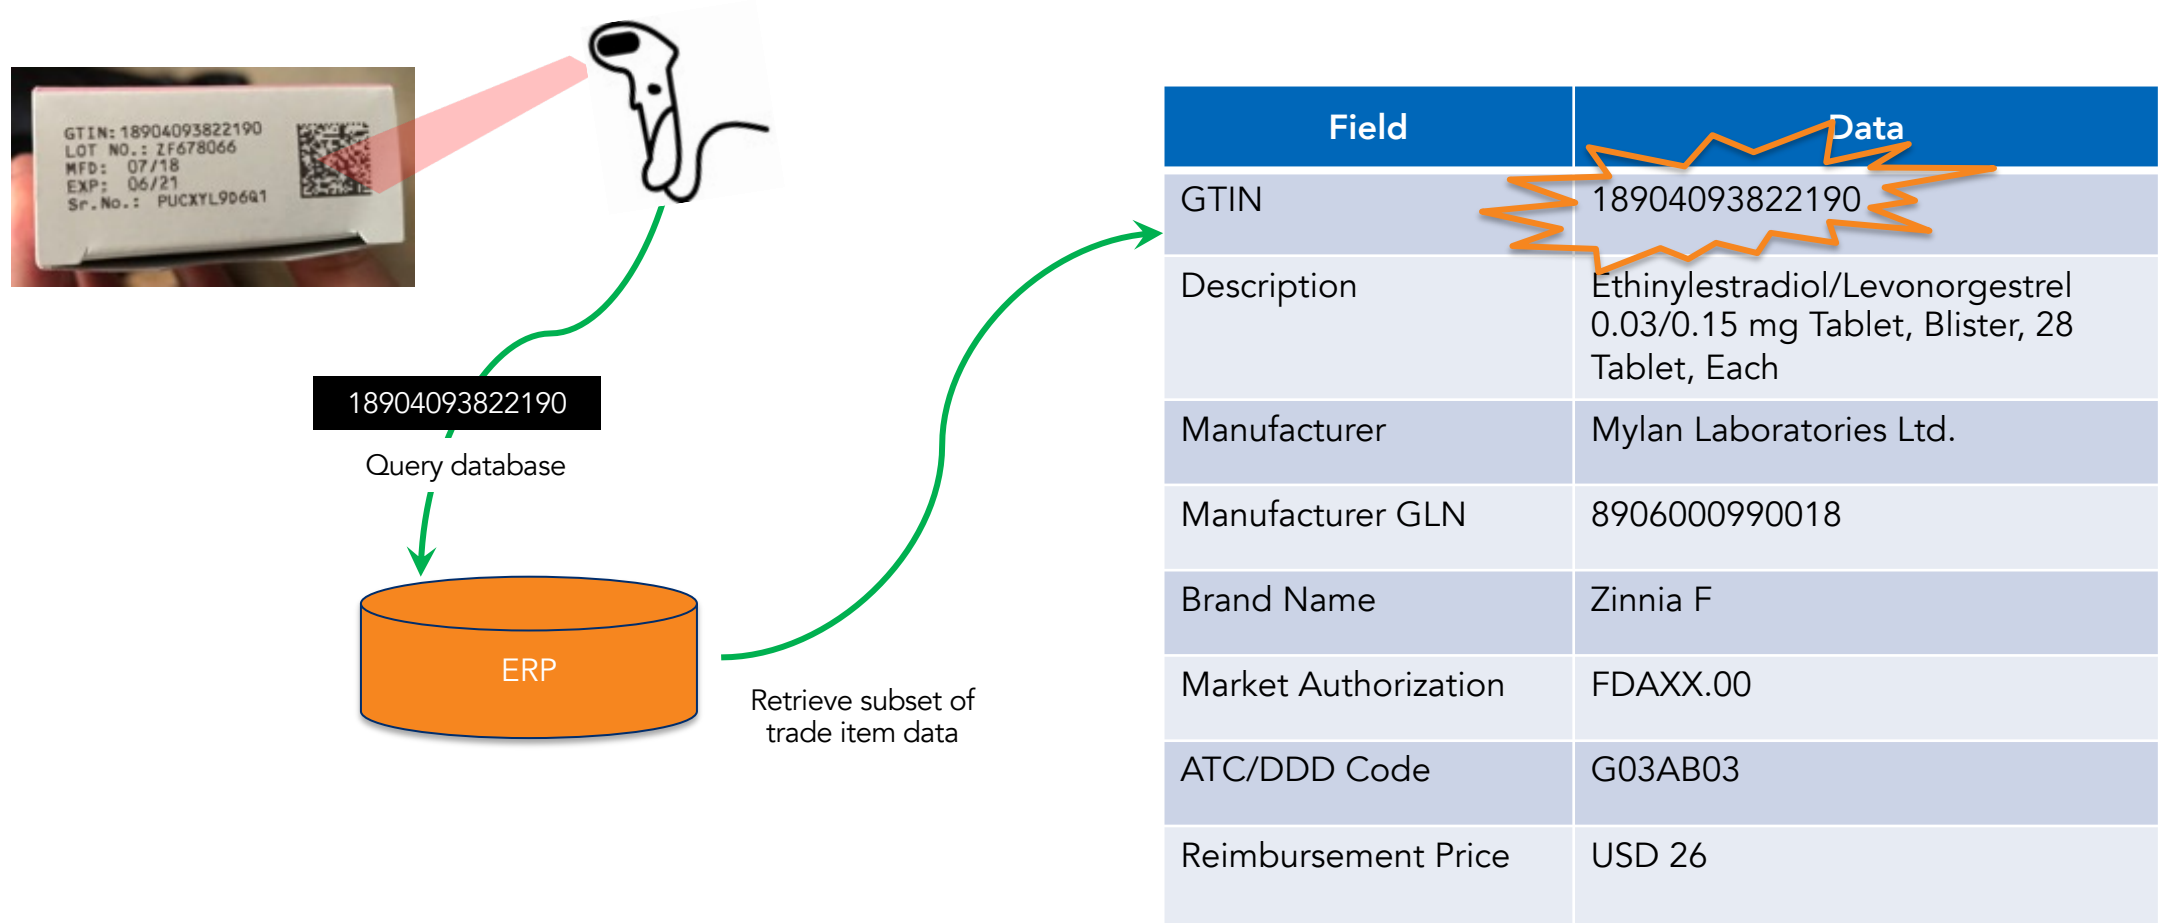 GTIN: 18904093822190
LOT NO.: ZF678066
MFD: 07/18
EXP: 06/21
Sr.No.: PUCXYL9D6Q1
18904093822190
Query database
ERP
Retrieve subset of
trade item data
Field Data
GTIN 18904093822190
Description Ethinylestradiol/Levonorgestrel
0.03/0.15 mg Tablet, Blister, 28
Tablet, Each
Manufacturer Mylan Laboratories Ltd.
Manufacturer GLN 8906000990018
Brand Name Zinnia F
Market Authorization FDAXX.00
ATC/DDD Code G03AB03
Reimbursement Price USD 26